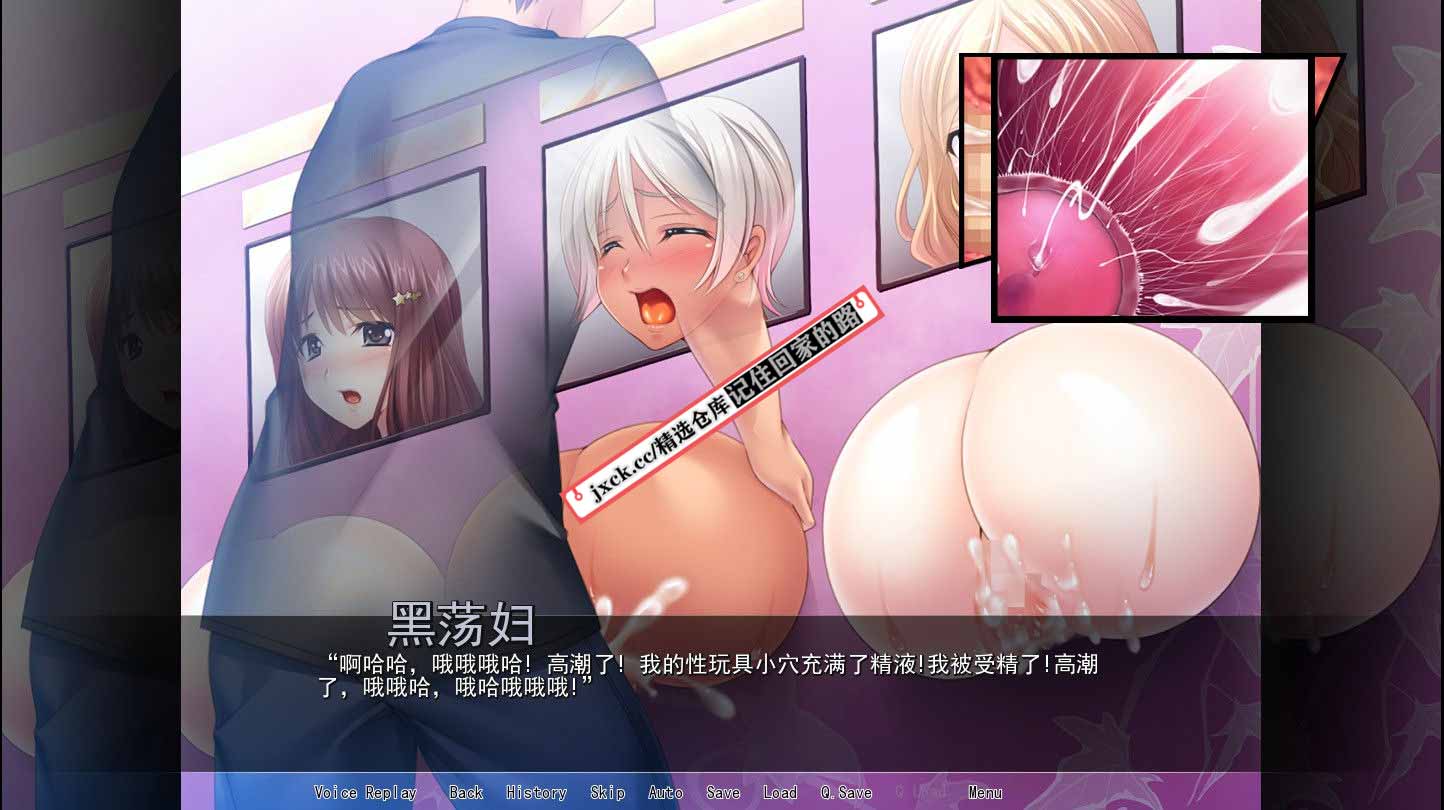 jxck.cc/精选仓库 记住回家的路
黑荡妇
“啊哈哈，哦哦哦哈！高潮了！我的性玩具小穴充满了精液!我被受精了!高潮
了，哦哦哈，哦哈哦哦哦!”
Voice Replay Back History Skip Auto Save Load Q.Save Q.Load Menu